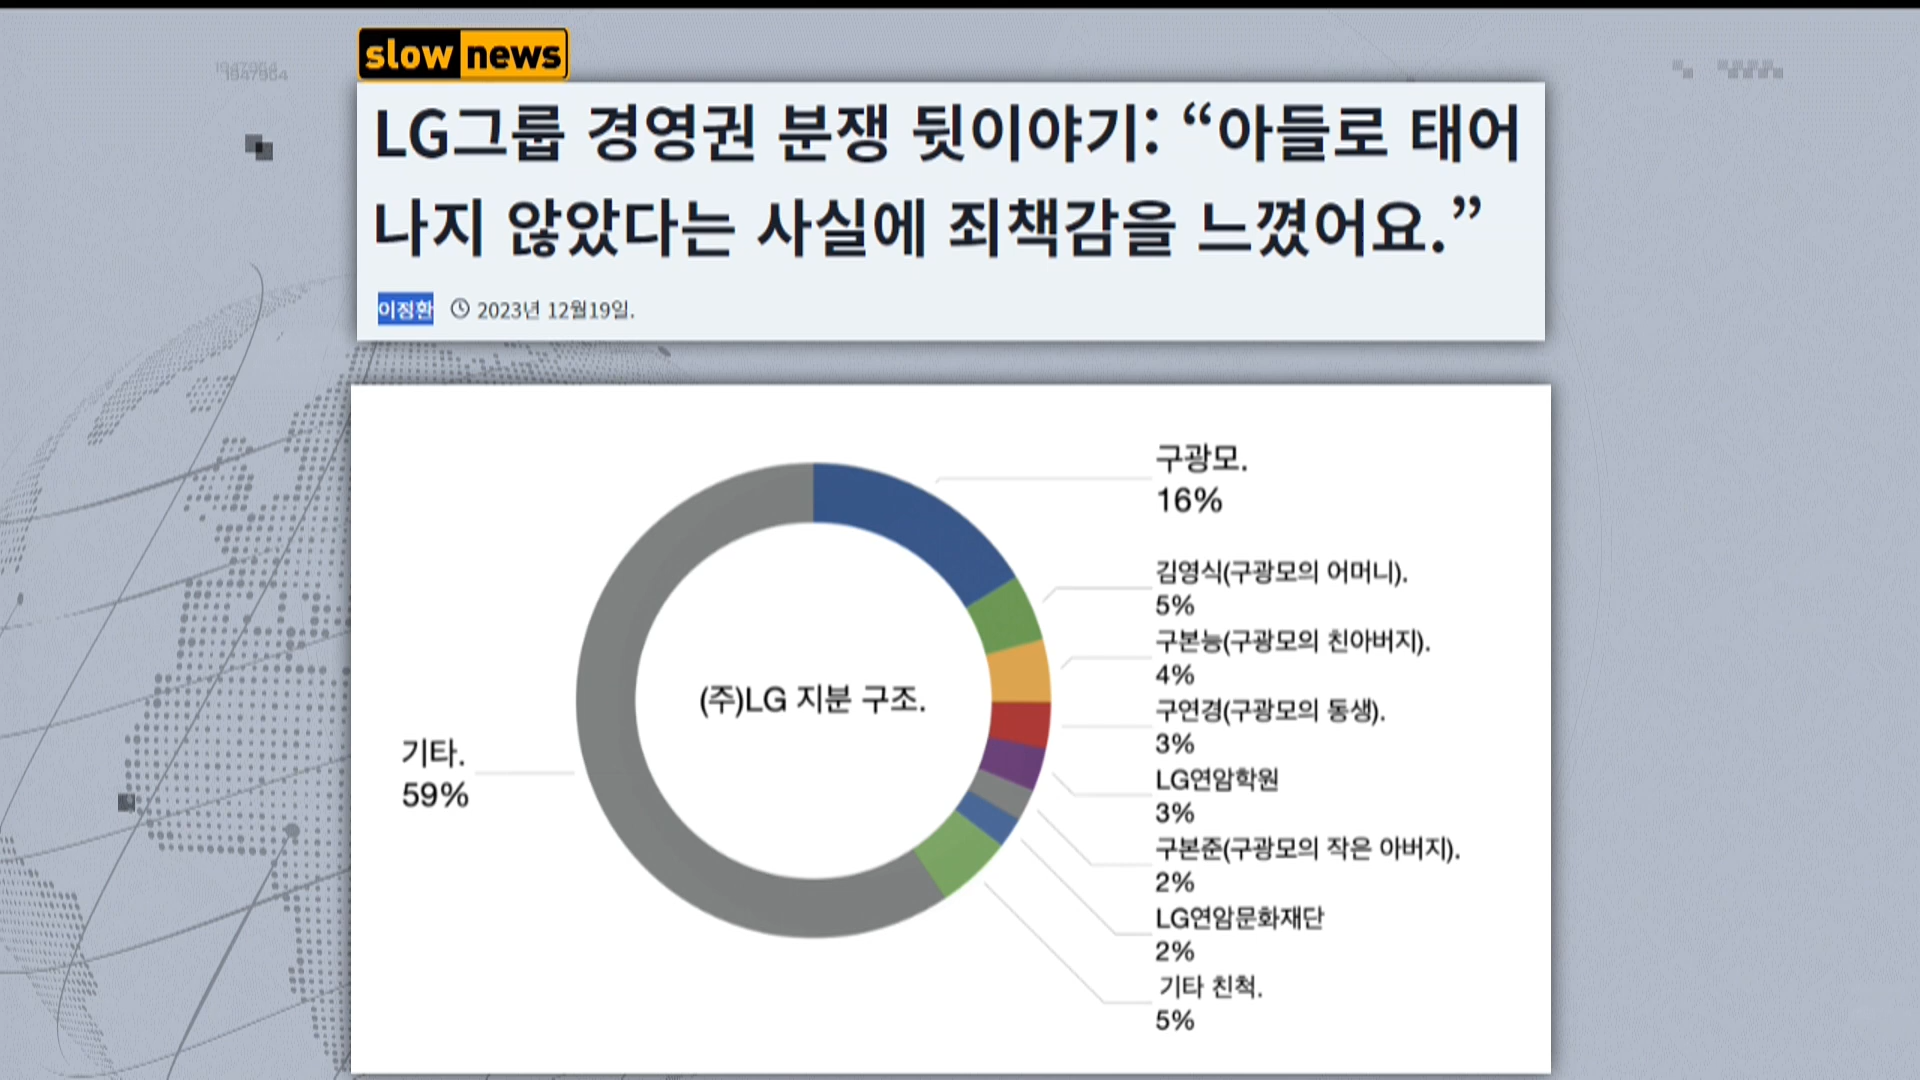 1947964
1947964
slow news
LG그룹 경영권 분쟁 뒷이야기: “아들로 태어
나지 않았다는 사실에 죄책감을 느꼈어요.”
이정환 2023년 12월19일.
구광모.
16%
김영식(구광모의 어머니).
5%
구본능(구광모의 친아버지).
4%
구연경(구광모의 동생).
3%
LG연암학원
3%
구본준(구광모의 작은 아버지).
2%
LG연암문화재단
2%
기타 친척.
5%
(주)LG 지분 구조.
기타.
59%